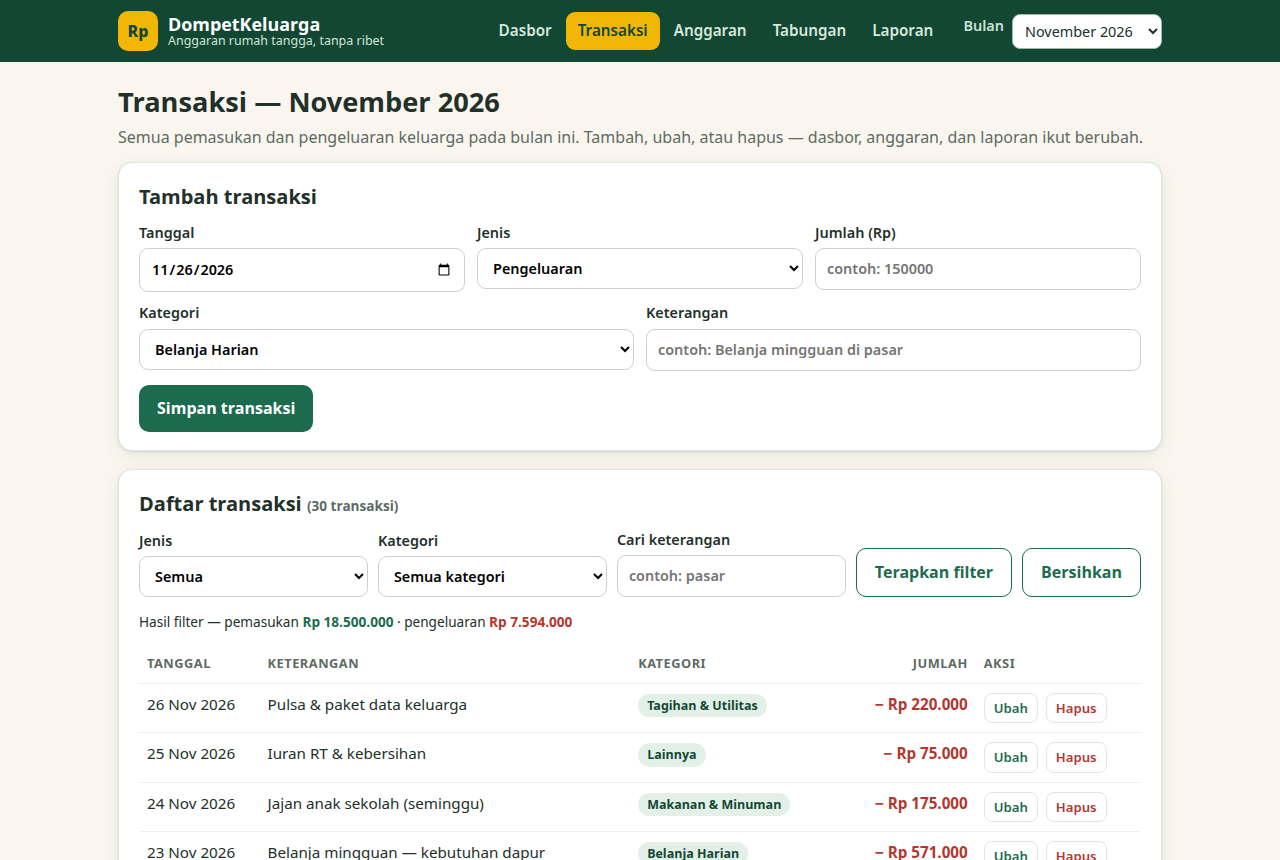 Rp
DompetKeluarga
Anggaran rumah tangga, tanpa ribet
Dasbor
Transaksi
Anggaran
Tabungan
Laporan
Bulan
November 2026
Transaksi — November 2026
Semua pemasukan dan pengeluaran keluarga pada bulan ini. Tambah, ubah, atau hapus — dasbor, anggaran, dan laporan ikut berubah.
Tambah transaksi
Tanggal
Jenis
Jumlah (Rp)
11/26/2026
Pengeluaran
contoh: 150000
Kategori
Keterangan
Belanja Harian
contoh: Belanja mingguan di pasar
Simpan transaksi
Daftar transaksi (30 transaksi)
Jenis
Kategori
Cari keterangan
Semua
Semua kategori
contoh: pasar
Terapkan filter
Bersihkan
Hasil filter — pemasukan Rp 18.500.000 · pengeluaran Rp 7.594.000
TANGGAL KETERANGAN KATEGORI JUMLAH AKSI
26 Nov 2026 Pulsa & paket data keluarga Tagihan & Utilitas − Rp 220.000 Ubah Hapus
25 Nov 2026 Iuran RT & kebersihan Lainnya − Rp 75.000 Ubah Hapus
24 Nov 2026 Jajan anak sekolah (seminggu) Makanan & Minuman − Rp 175.000 Ubah Hapus
23 Nov 2026 Belanja mingguan — kebutuhan dapur Belanja Harian − Rp 571.000 Ubah Hapus